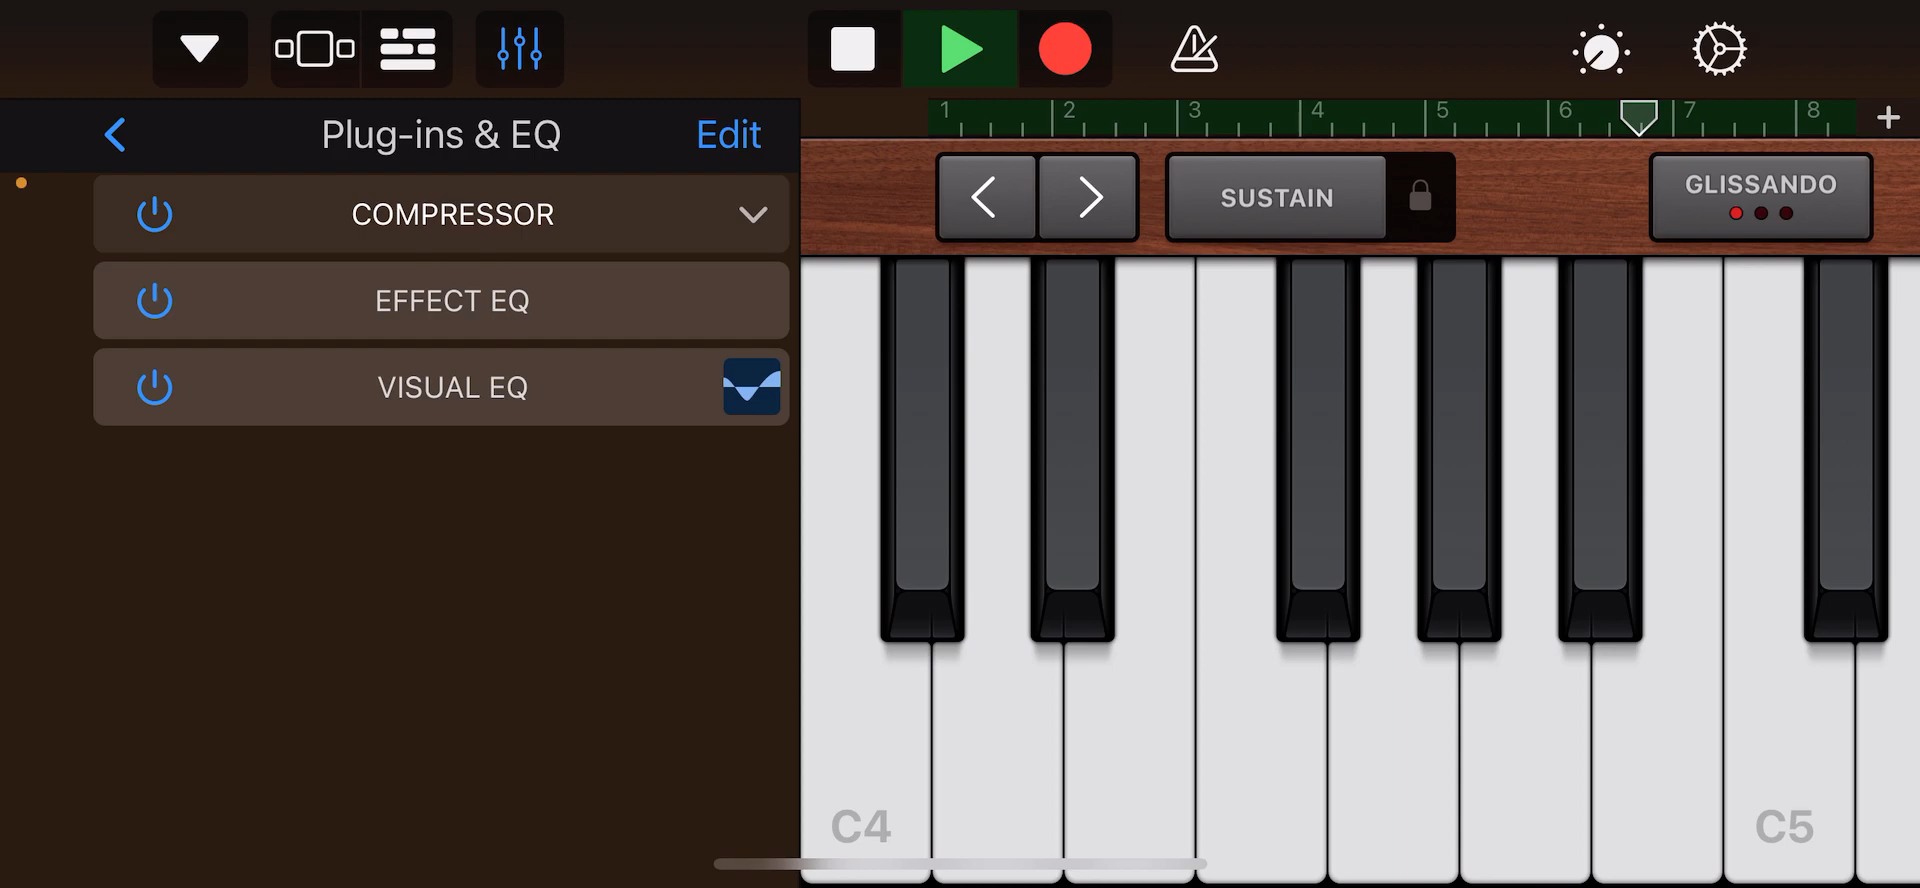 Plug-ins & EQ
Edit
1 2 3 4 5 6 7 8
COMPRESSOR
SUSTAIN
GLISSANDO
EFFECT EQ
VISUAL EQ
C4
C5